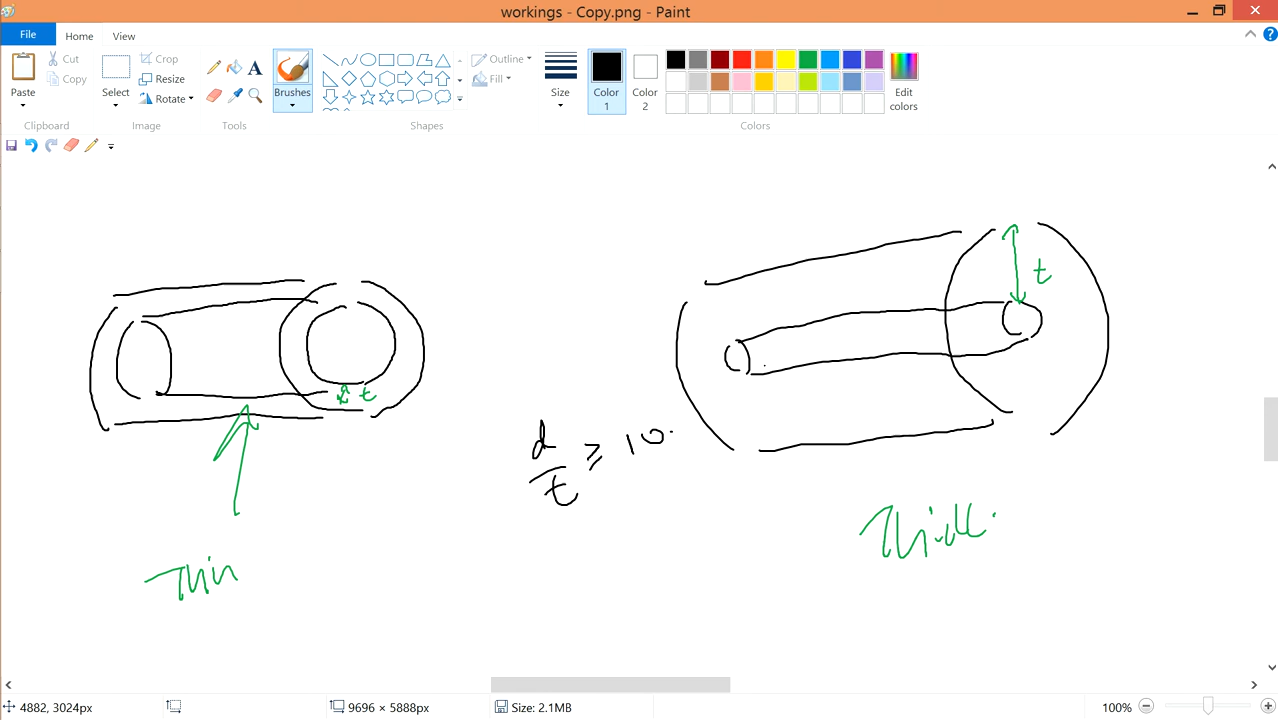 workings - Copy.png - Paint
File Home View
Paste
Cut
Copy
Clipboard
Select
Crop
Resize
Rotate
Image
A
Tools
Brushes
Outline
Fill
Shapes
Size
Color 1
Color 2
Edit colors
Colors
t
t
d/t ≥ 10
Thin
Thick
4882, 3024px
9696 × 5888px
Size: 2.1MB
100%